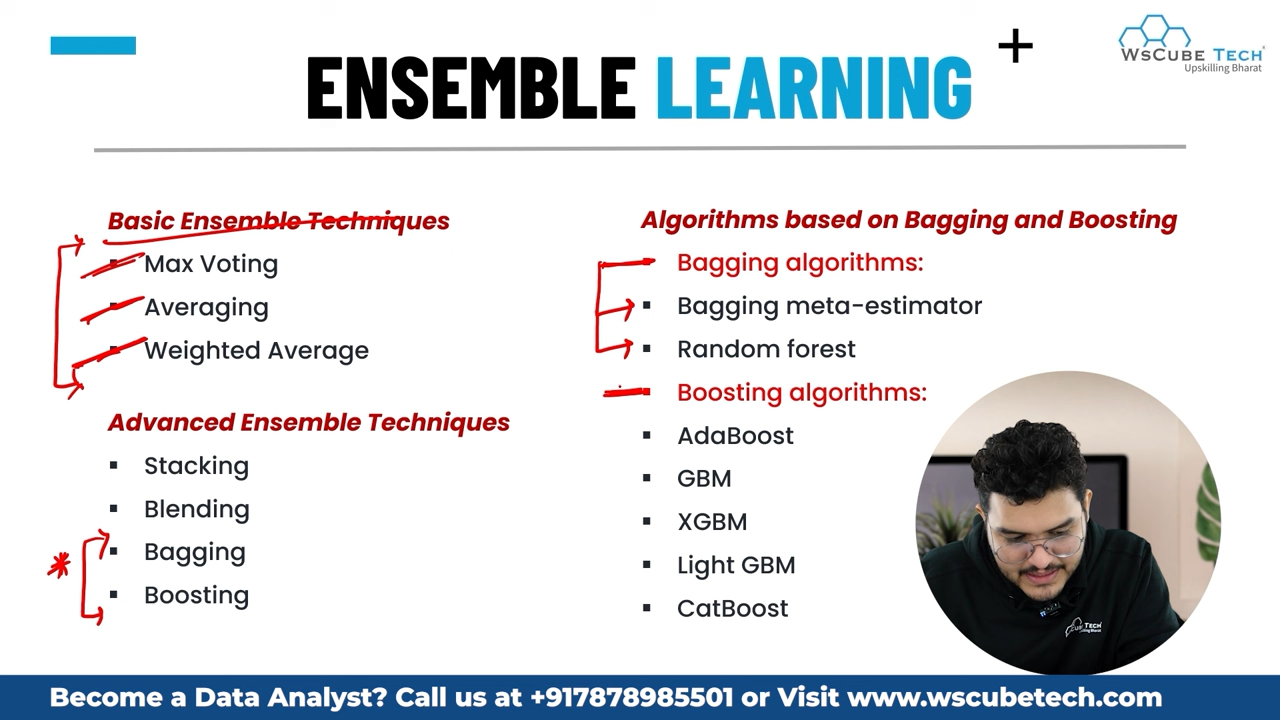 WSCUBE TECH
Upskilling Bharat
ENSEMBLE LEARNING
Basic Ensemble Techniques
Max Voting
Averaging
Weighted Average
Advanced Ensemble Techniques
Stacking
Blending
Bagging
Boosting
Algorithms based on Bagging and Boosting
Bagging algorithms:
Bagging meta-estimator
Random forest
Boosting algorithms:
AdaBoost
GBM
XGBM
Light GBM
CatBoost
Become a Data Analyst? Call us at +917878985501 or Visit www.wscubetech.com